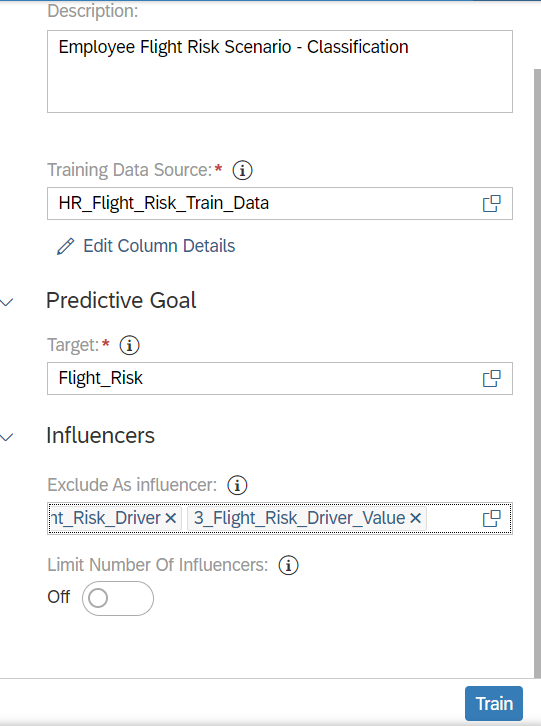 Description:
Employee Flight Risk Scenario - Classification
Training Data Source:*
HR_Flight_Risk_Train_Data
Edit Column Details
Predictive Goal
Target:*
Flight_Risk
Influencers
Exclude As influencer:
nt_Risk_Driver × 3_Flight_Risk_Driver_Value ×
Limit Number Of Influencers:
Off
Train